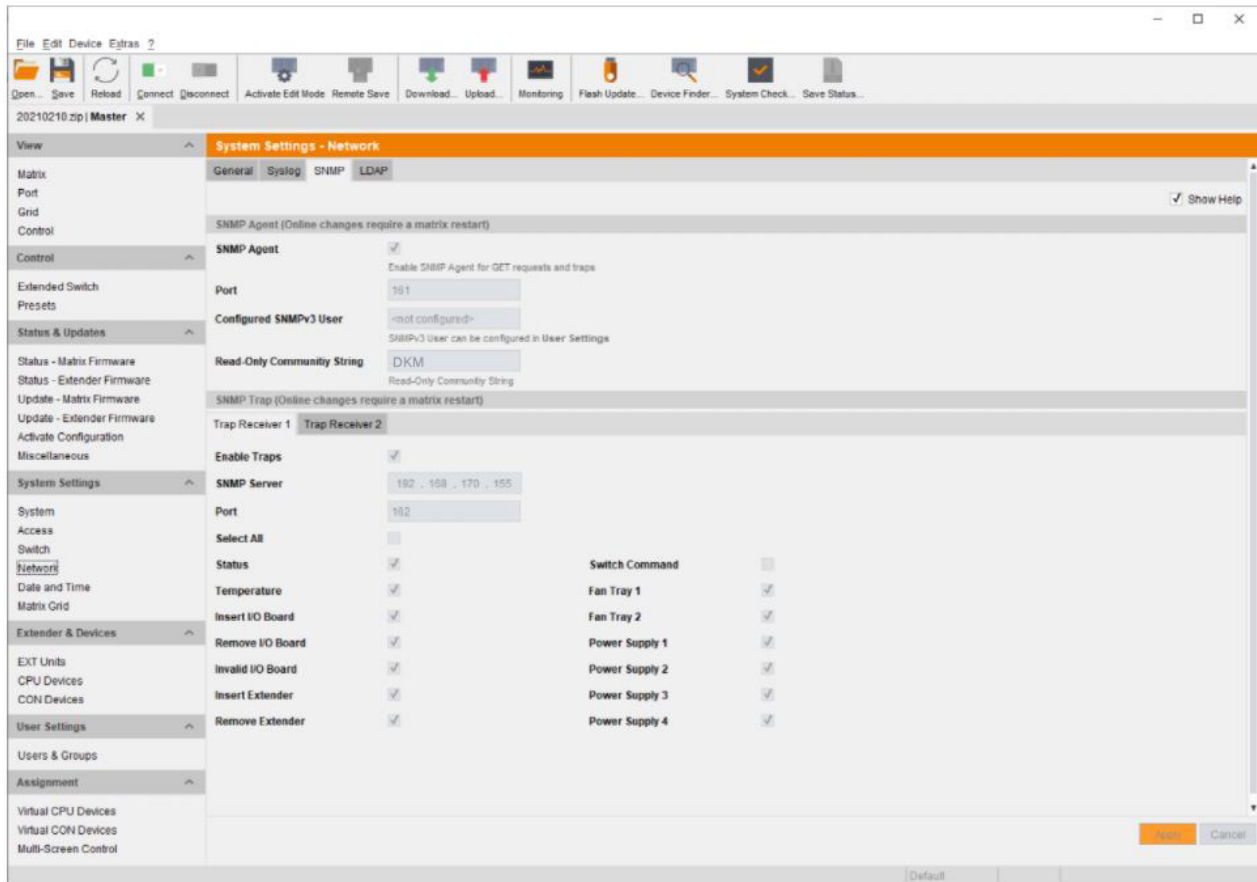 File Edit Device Extras ?
Open... Save Reload Connect Disconnect Activate Edit Mode Remote Save Download... Upload... Monitoring Flash Update... Device Finder... System Check... Save Status...
20210210.zip | Master X
View
Matrix
Port
Grid
Control
Control
Extended Switch
Presets
Status & Updates
Status - Matrix Firmware
Status - Extender Firmware
Update - Matrix Firmware
Update - Extender Firmware
Activate Configuration
Miscellaneous
System Settings
System
Access
Switch
Network
Date and Time
Matrix Grid
Extender & Devices
EXT Units
CPU Devices
CON Devices
User Settings
Users & Groups
Assignment
Virtual CPU Devices
Virtual CON Devices
Multi-Screen Control
System Settings - Network
General Syslog SNMP LDAP
Show Help
SNMP Agent (Online changes require a matrix restart)
SNMP Agent
Enable SNMP Agent for GET requests and traps
Port 161
Configured SNMPv3 User <not configured>
SNMPv3 User can be configured in User Settings
Read-Only Communitiy String DKM
Read-Only Community String
SNMP Trap (Online changes require a matrix restart)
Trap Receiver 1 Trap Receiver 2
Enable Traps
SNMP Server 192 . 168 . 170 . 155
Port 162
Select All
Status Switch Command
Temperature Fan Tray 1
Insert I/O Board Fan Tray 2
Remove I/O Board Power Supply 1
Invalid I/O Board Power Supply 2
Insert Extender Power Supply 3
Remove Extender Power Supply 4
Apply Cancel
Default